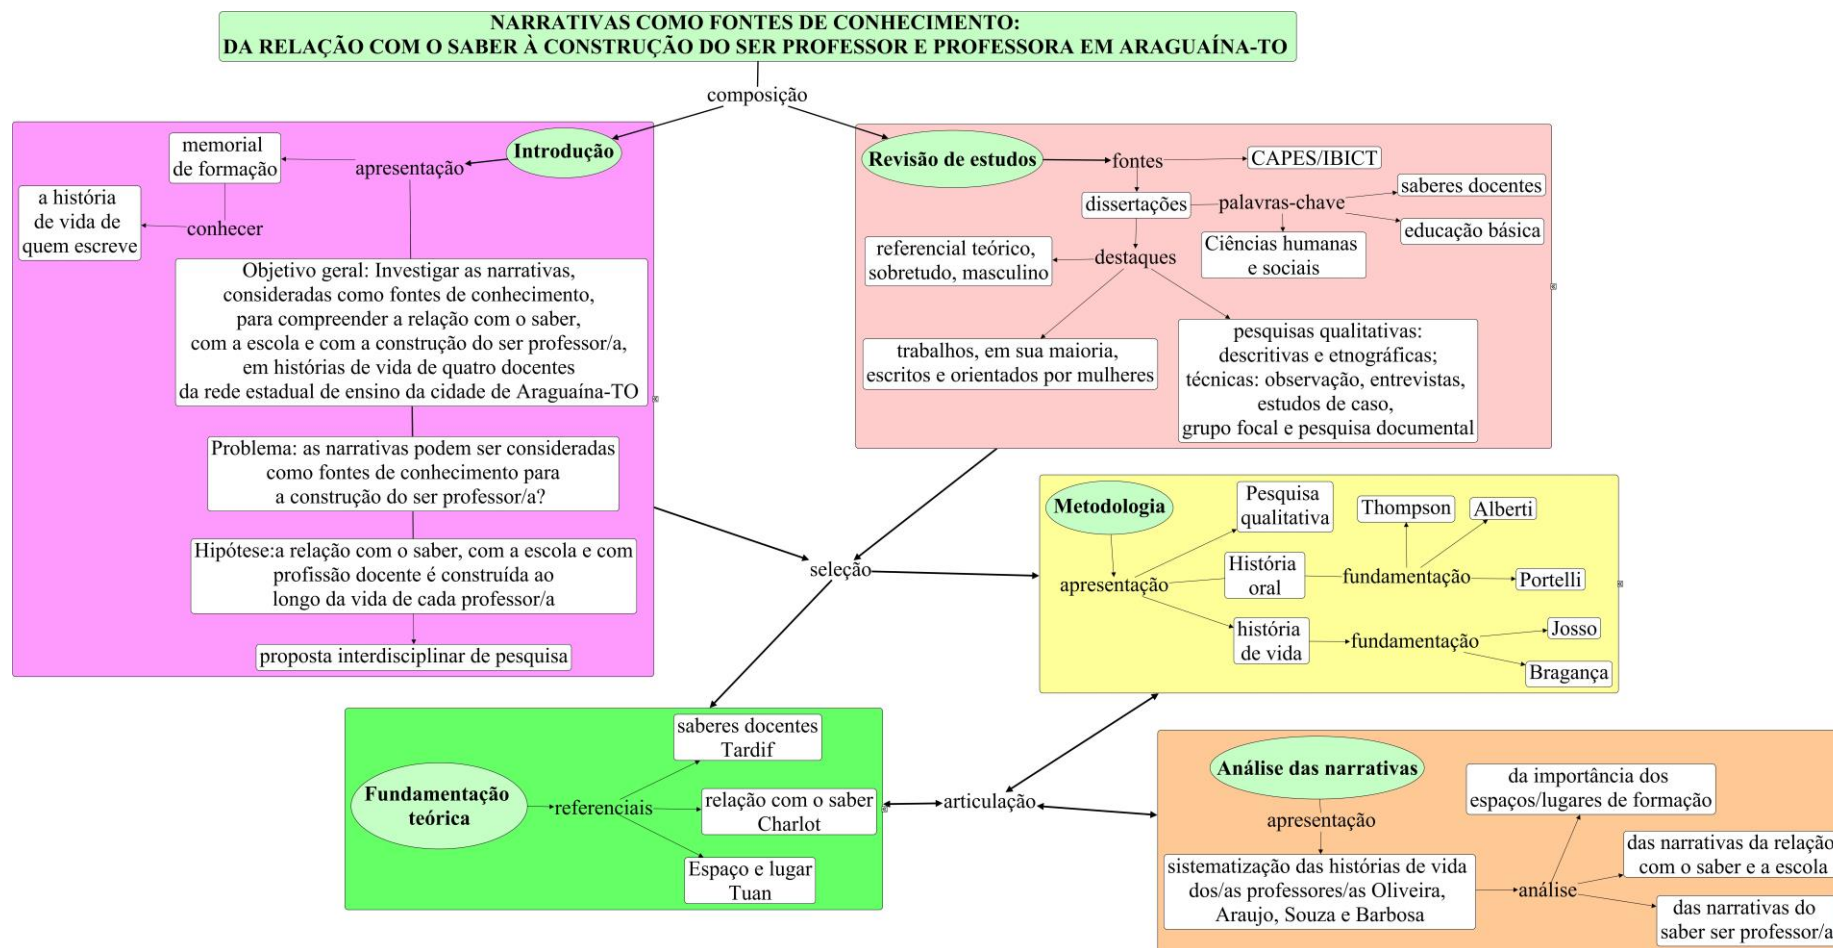 NARRATIVAS COMO FONTES DE CONHECIMENTO:
DA RELAÇÃO COM O SABER À CONSTRUÇÃO DO SER PROFESSOR E PROFESSORA EM ARAGUAÍNA-TO
composição
Introdução
apresentação
memorial
de formação
conhecer
a história
de vida de
quem escreve
Objetivo geral: Investigar as narrativas,
consideradas como fontes de conhecimento,
para compreender a relação com o saber,
com a escola e com a construção do ser professor/a,
em histórias de vida de quatro docentes
da rede estadual de ensino da cidade de Araguaína-TO
Problema: as narrativas podem ser consideradas
como fontes de conhecimento para
a construção do ser professor/a?
Hipótese:a relação com o saber, com a escola e com
profissão docente é construída ao
longo da vida de cada professor/a
proposta interdisciplinar de pesquisa
Revisão de estudos
fontes
CAPES/IBICT
dissertações
palavras-chave
saberes docentes
educação básica
Ciências humanas
e sociais
destaques
referencial teórico,
sobretudo, masculino
trabalhos, em sua maioria,
escritos e orientados por mulheres
pesquisas qualitativas:
descritivas e etnográficas;
técnicas: observação, entrevistas,
estudos de caso,
grupo focal e pesquisa documental
seleção
Metodologia
apresentação
Pesquisa
qualitativa
História
oral
fundamentação
Thompson
Alberti
Portelli
história
de vida
fundamentação
Josso
Bragança
Fundamentação
teórica
referenciais
saberes docentes
Tardif
relação com o saber
Charlot
Espaço e lugar
Tuan
articulação
Análise das narrativas
apresentação
sistematização das histórias de vida
dos/as professores/as Oliveira,
Araujo, Souza e Barbosa
análise
da importância dos
espaços/lugares de formação
das narrativas da relação
com o saber e a escola
das narrativas do
saber ser professor/a